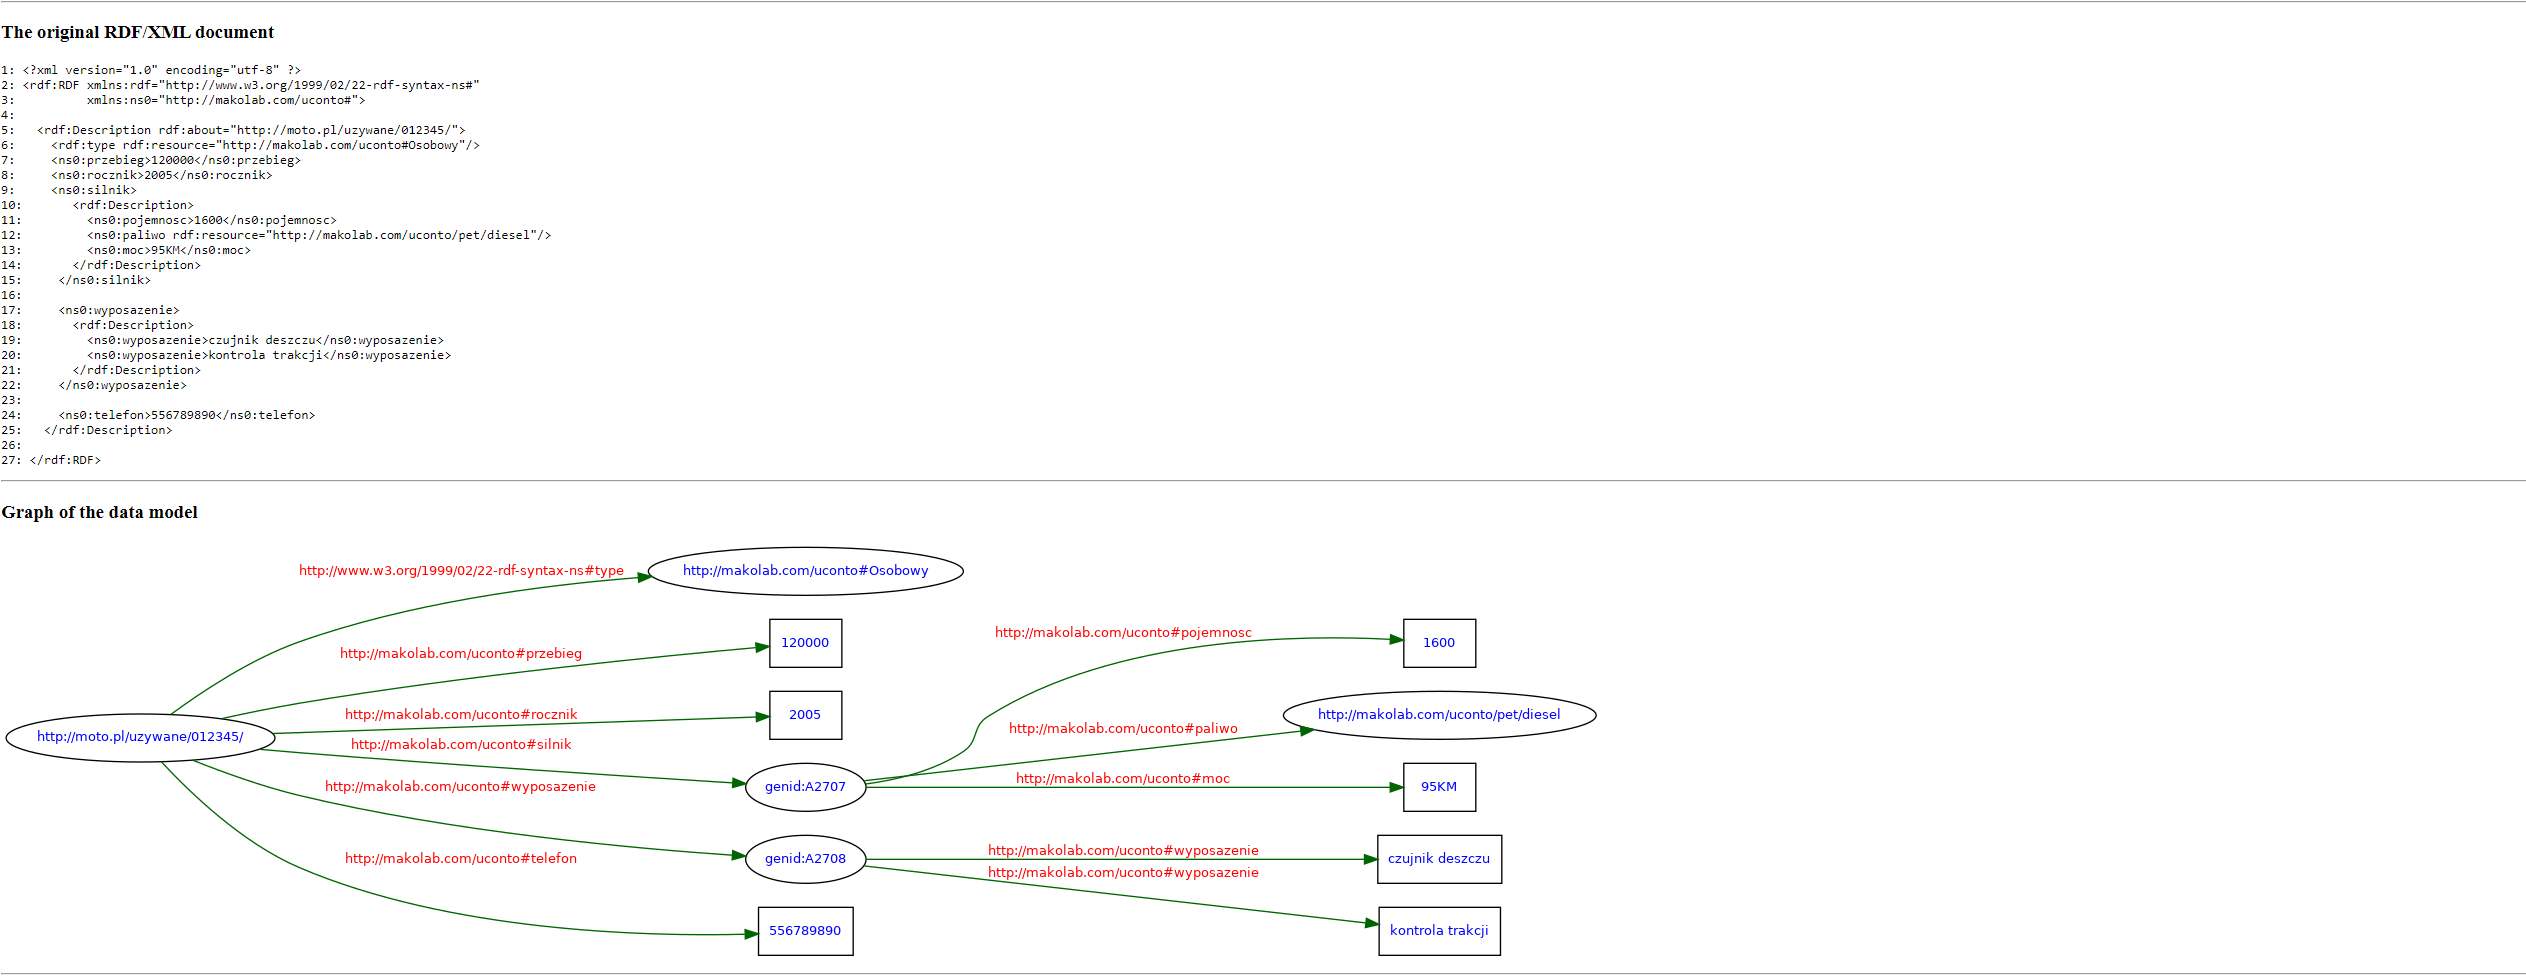 The original RDF/XML document
1: <?xml version="1.0" encoding="utf-8" ?>
2: <rdf:RDF xmlns:rdf="http://www.w3.org/1999/02/22-rdf-syntax-ns#"
3:          xmlns:ns0="http://makolab.com/uconto#">
4:
5:   <rdf:Description rdf:about="http://moto.pl/uzywane/012345/">
6:     <rdf:type rdf:resource="http://makolab.com/uconto#Osobowy"/>
7:     <ns0:przebieg>120000</ns0:przebieg>
8:     <ns0:rocznik>2005</ns0:rocznik>
9:     <ns0:silnik>
10:       <rdf:Description>
11:         <ns0:pojemnosc>1600</ns0:pojemnosc>
12:         <ns0:paliwo rdf:resource="http://makolab.com/uconto/pet/diesel"/>
13:         <ns0:moc>95KM</ns0:moc>
14:       </rdf:Description>
15:     </ns0:silnik>
16:
17:     <ns0:wyposazenie>
18:       <rdf:Description>
19:         <ns0:wyposazenie>czujnik deszczu</ns0:wyposazenie>
20:         <ns0:wyposazenie>kontrola trakcji</ns0:wyposazenie>
21:       </rdf:Description>
22:     </ns0:wyposazenie>
23:
24:     <ns0:telefon>556789890</ns0:telefon>
25:   </rdf:Description>
26:
27: </rdf:RDF>
Graph of the data model
http://www.w3.org/1999/02/22-rdf-syntax-ns#type
http://makolab.com/uconto#Osobowy
http://makolab.com/uconto#przebieg
120000
http://makolab.com/uconto#pojemnosc
1600
http://makolab.com/uconto#rocznik
2005
http://makolab.com/uconto#paliwo
http://makolab.com/uconto/pet/diesel
http://moto.pl/uzywane/012345/
http://makolab.com/uconto#silnik
genid:A2707
http://makolab.com/uconto#moc
95KM
http://makolab.com/uconto#wyposazenie
genid:A2708
http://makolab.com/uconto#wyposazenie
czujnik deszczu
http://makolab.com/uconto#wyposazenie
kontrola trakcji
http://makolab.com/uconto#telefon
556789890